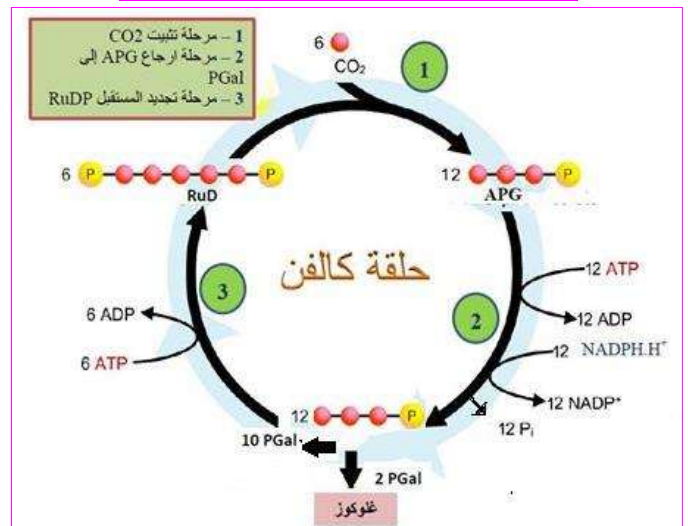 1 – مرحلة تثبيت CO2
2 – مرحلة ارجاع APG إلى
PGal
3 – مرحلة تجديد المستقبل RuDP
6
CO₂
1
6 P P
RuD
12 P
APG
حلقة كالفن
3
2
6 ADP
6 ATP
12 ATP
12 ADP
12 NADPH.H⁺
12 NADP⁺
12 Pᵢ
12 P
10 PGal
2 PGal
غلوكوز